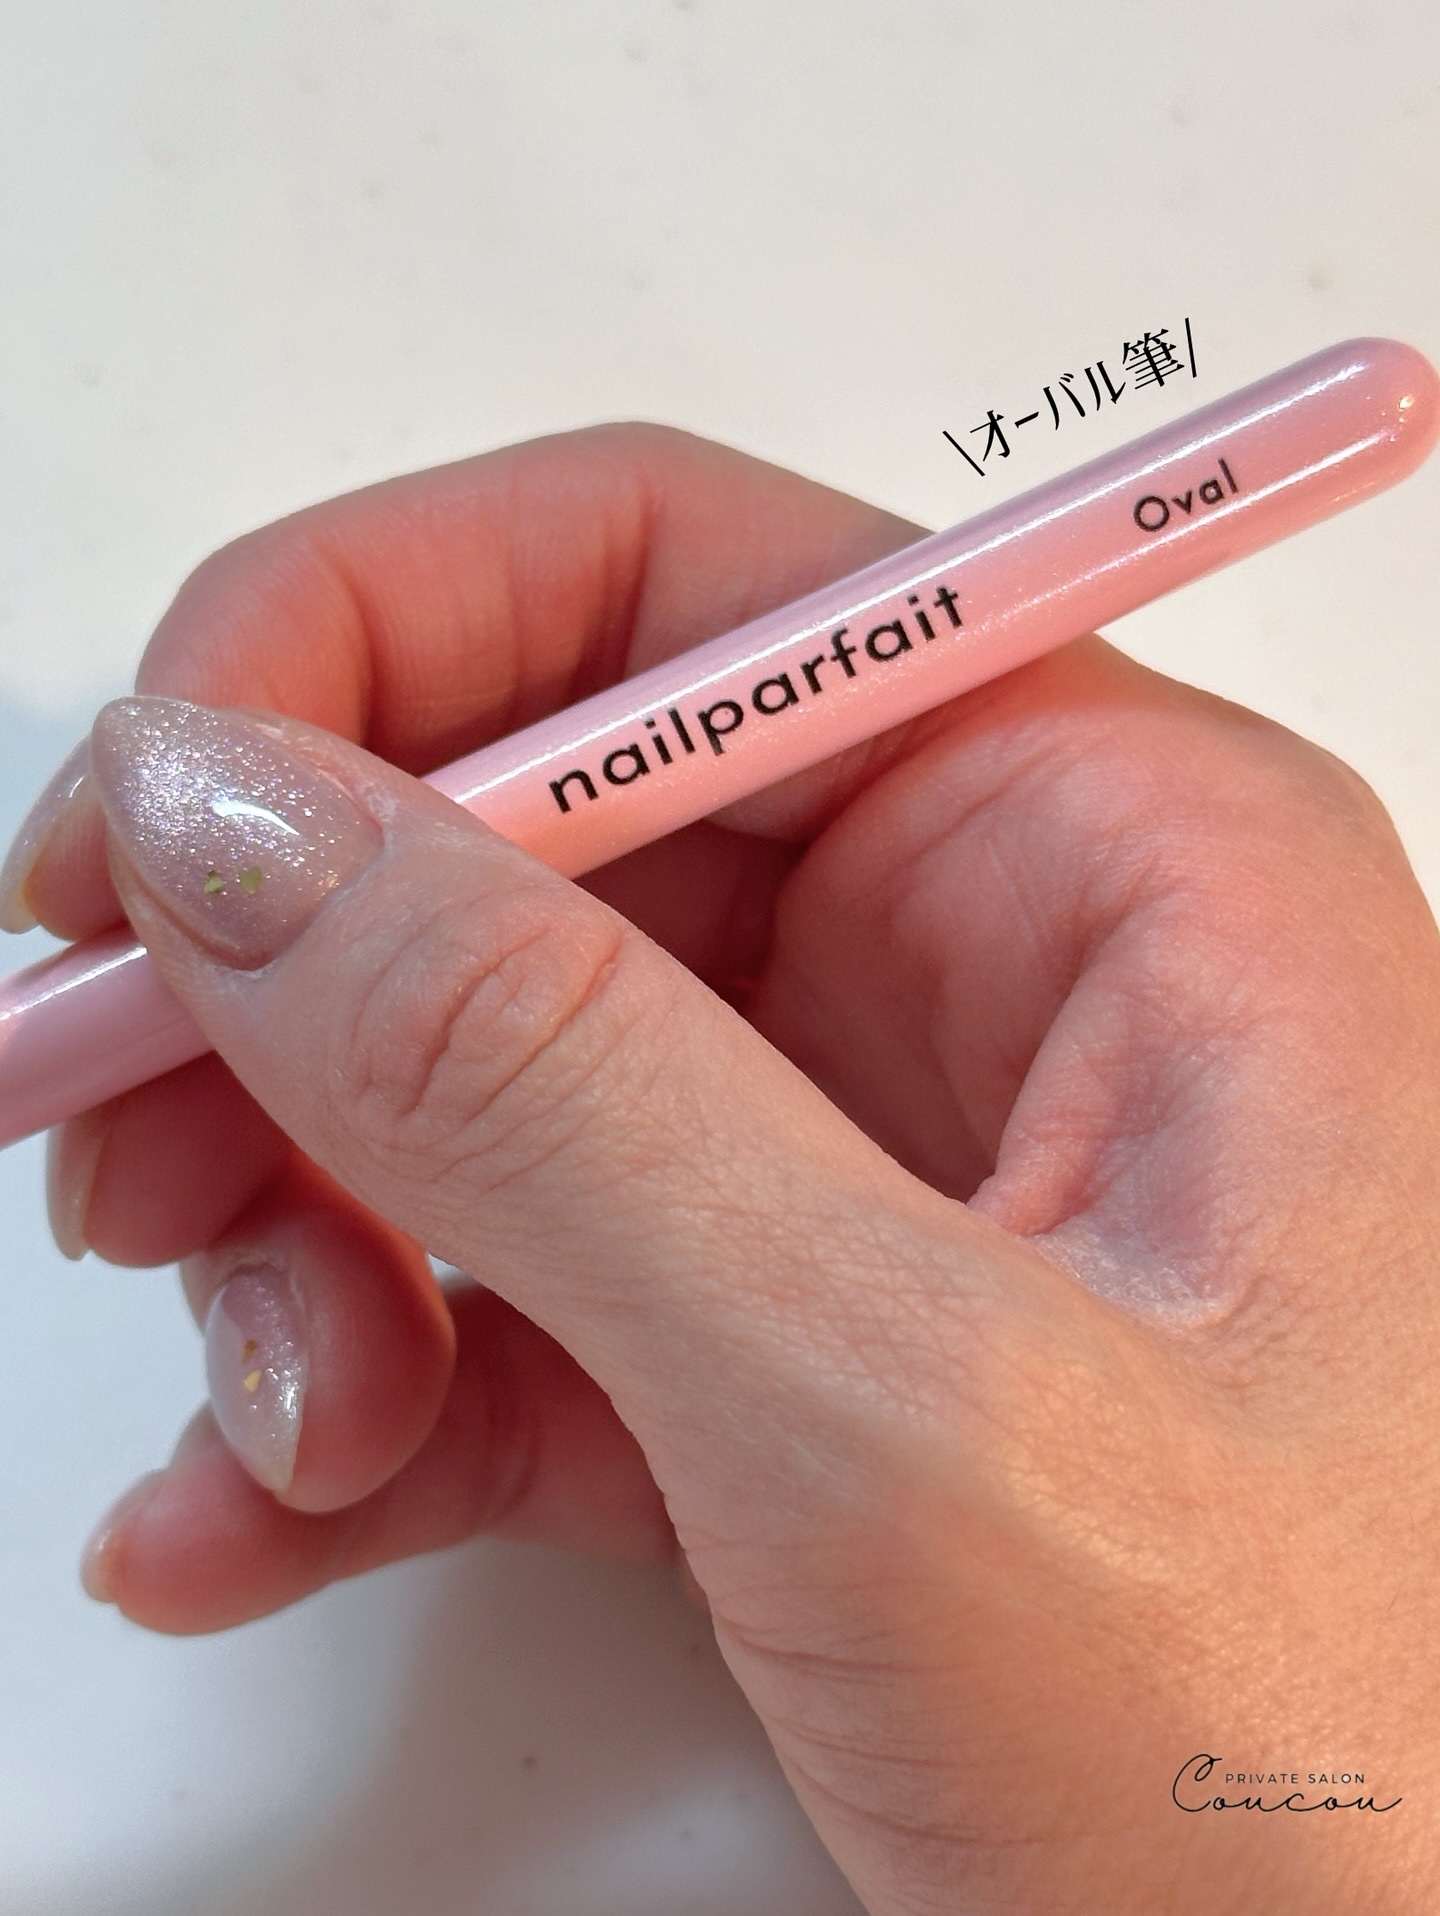 \オーバル筆/
Oval
nailparfait
PRIVATE SALON
Coucou